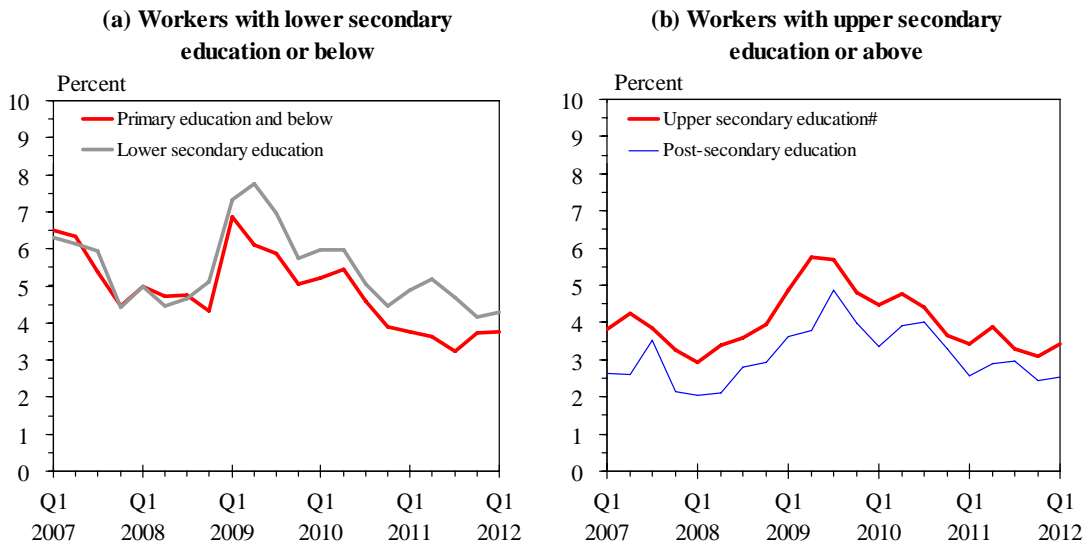 (a) Workers with lower secondary
education or below
Percent
10
9
8
7
6
5
4
3
2
1
0
Primary education and below
Lower secondary education
Q1 Q1 Q1 Q1 Q1 Q1
2007 2008 2009 2010 2011 2012
(b) Workers with upper secondary
education or above
Percent
10
9
8
7
6
5
4
3
2
1
0
Upper secondary education#
Post-secondary education
Q1 Q1 Q1 Q1 Q1 Q1
2007 2008 2009 2010 2011 2012